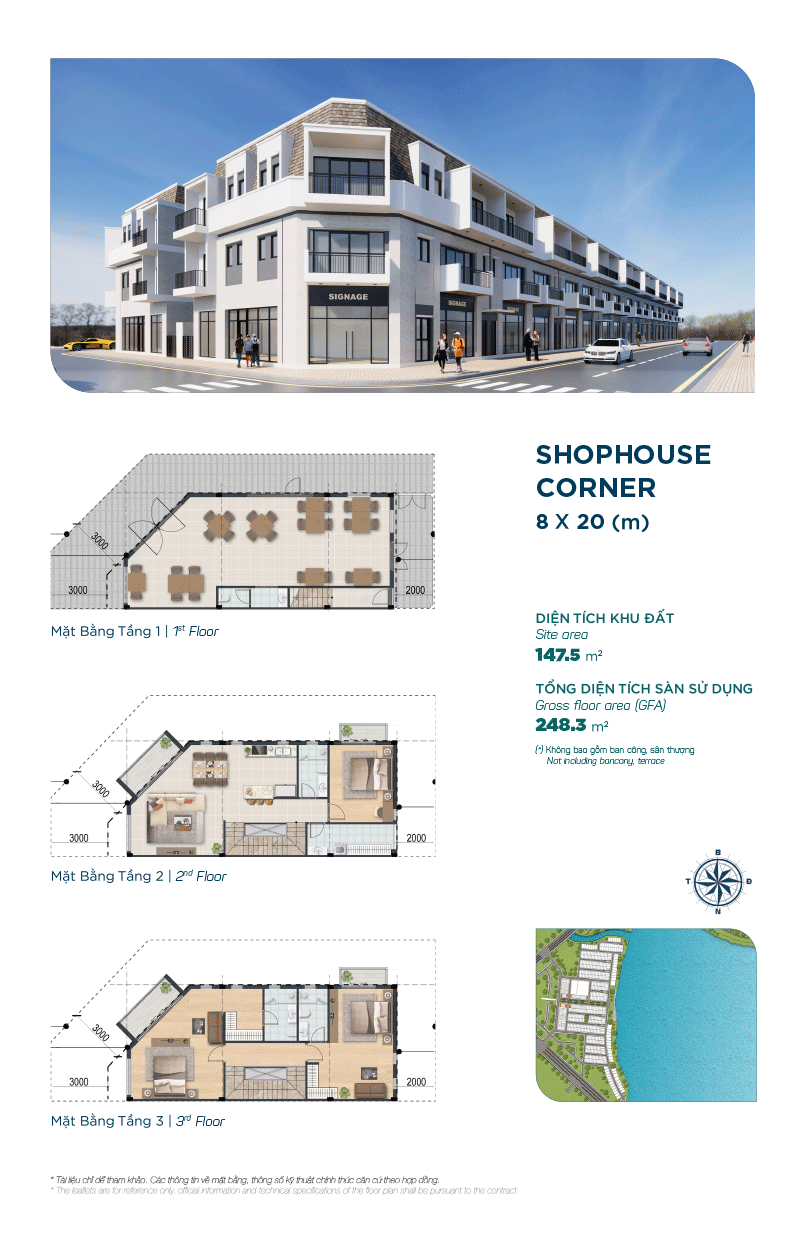 SIGNAGE
SIGNAGE
SHOPHOUSE
CORNER
8 X 20 (m)
3000
3000
2000
Mặt Bằng Tầng 1 | 1st Floor
DIỆN TÍCH KHU ĐẤT
Site area
147.5 m²
TỔNG DIỆN TÍCH SÀN SỬ DỤNG
Gross floor area (GFA)
248.3 m²
(*) Không bao gồm ban công, sân thượng
Not including bancony, terrace
3000
3000
2000
Mặt Bằng Tầng 2 | 2nd Floor
B
T
Đ
N
3000
3000
2000
Mặt Bằng Tầng 3 | 3rd Floor
* Tài liệu chỉ để tham khảo. Các thông tin về mặt bằng, thông số kỹ thuật chính thức căn cứ theo hợp đồng.
* The leaflets are for reference only. official information and technical specifications of the floor plan shall be pursuant to the contract.